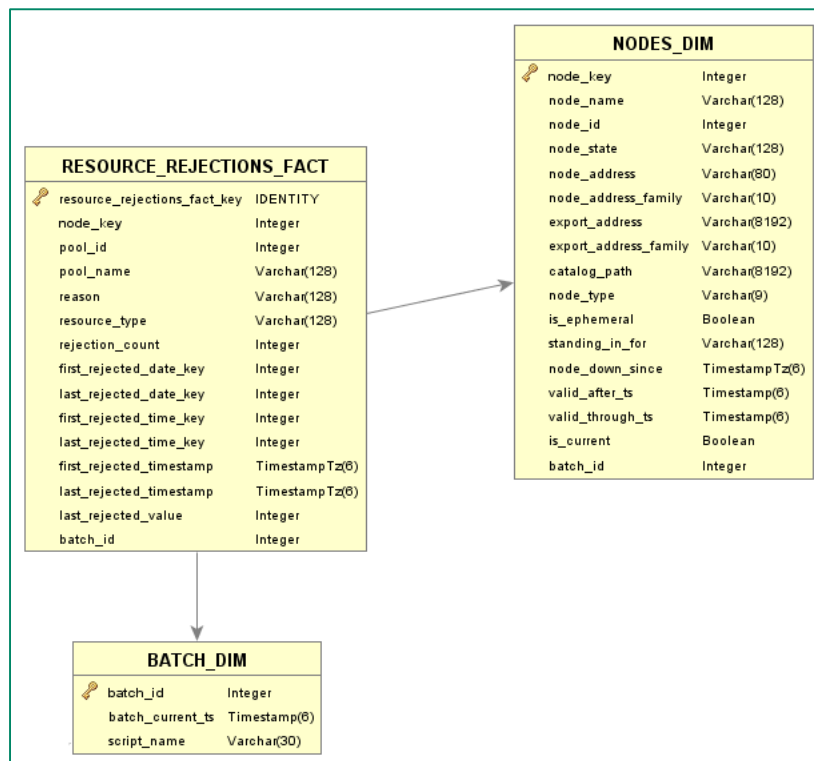 NODES_DIM
node_key Integer
node_name Varchar(128)
node_id Integer
node_state Varchar(128)
node_address Varchar(80)
node_address_family Varchar(10)
export_address Varchar(8192)
export_address_family Varchar(10)
catalog_path Varchar(8192)
node_type Varchar(9)
is_ephemeral Boolean
standing_in_for Varchar(128)
node_down_since TimestampTz(6)
valid_after_ts Timestamp(6)
valid_through_ts Timestamp(6)
is_current Boolean
batch_id Integer
RESOURCE_REJECTIONS_FACT
resource_rejections_fact_key IDENTITY
node_key Integer
pool_id Integer
pool_name Varchar(128)
reason Varchar(128)
resource_type Varchar(128)
rejection_count Integer
first_rejected_date_key Integer
last_rejected_date_key Integer
first_rejected_time_key Integer
last_rejected_time_key Integer
first_rejected_timestamp TimestampTz(6)
last_rejected_timestamp TimestampTz(6)
last_rejected_value Integer
batch_id Integer
BATCH_DIM
batch_id Integer
batch_current_ts Timestamp(6)
script_name Varchar(30)